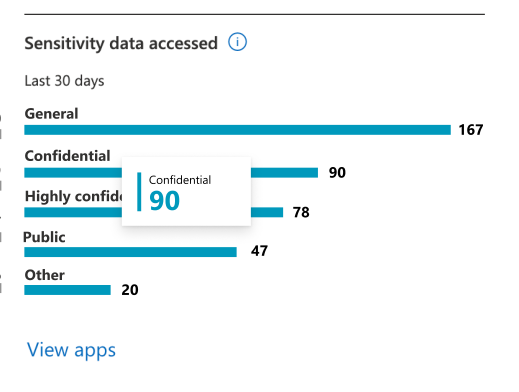 Sensitivity data accessed
Last 30 days
General
167
Confidential
90
Confidential
90
Highly confide
78
Public
47
Other
20
View apps